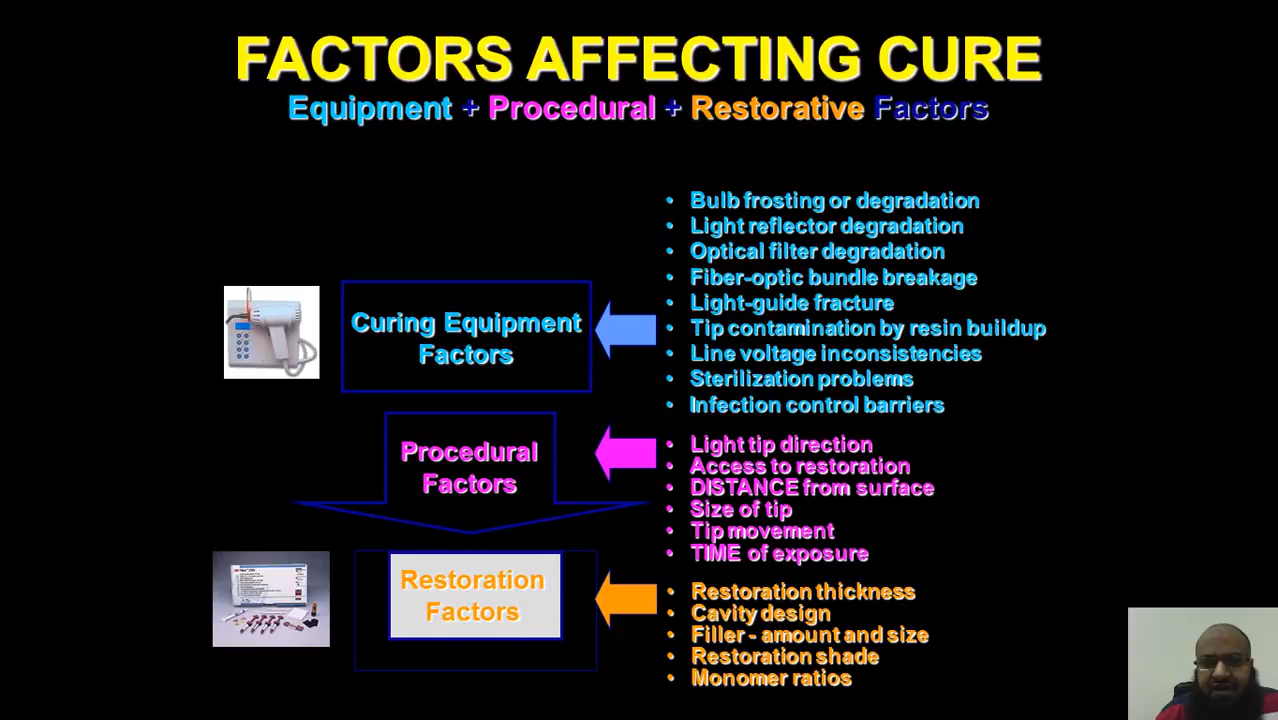 FACTORS AFFECTING CURE
Equipment + Procedural + Restorative Factors
• Bulb frosting or degradation
• Light reflector degradation
• Optical filter degradation
• Fiber-optic bundle breakage
• Light-guide fracture
• Tip contamination by resin buildup
• Line voltage inconsistencies
• Sterilization problems
• Infection control barriers
Curing Equipment
Factors
• Light tip direction
• Access to restoration
• DISTANCE from surface
• Size of tip
• Tip movement
• TIME of exposure
Procedural
Factors
• Restoration thickness
• Cavity design
• Filler - amount and size
• Restoration shade
• Monomer ratios
Restoration
Factors